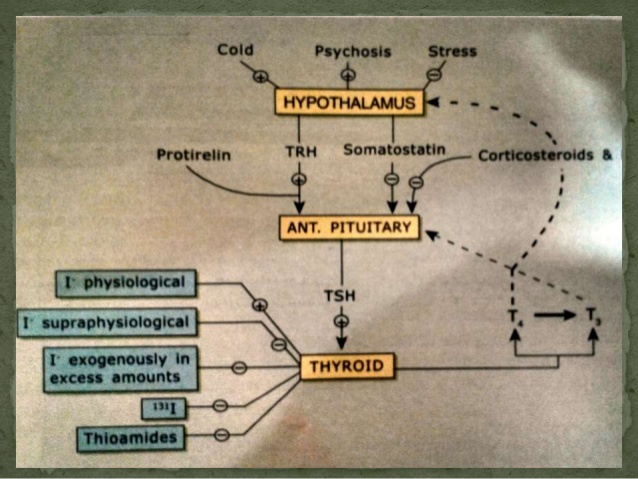 Cold Psychosis Stress
HYPOTHALAMUS
Protirelin TRH Somatostatin Corticosteroids &
ANT. PITUITARY
I⁻ physiological
TSH
I⁻ supraphysiological
T₄ T₃
I⁻ exogenously in
excess amounts
THYROID
¹³¹I
Thioamides